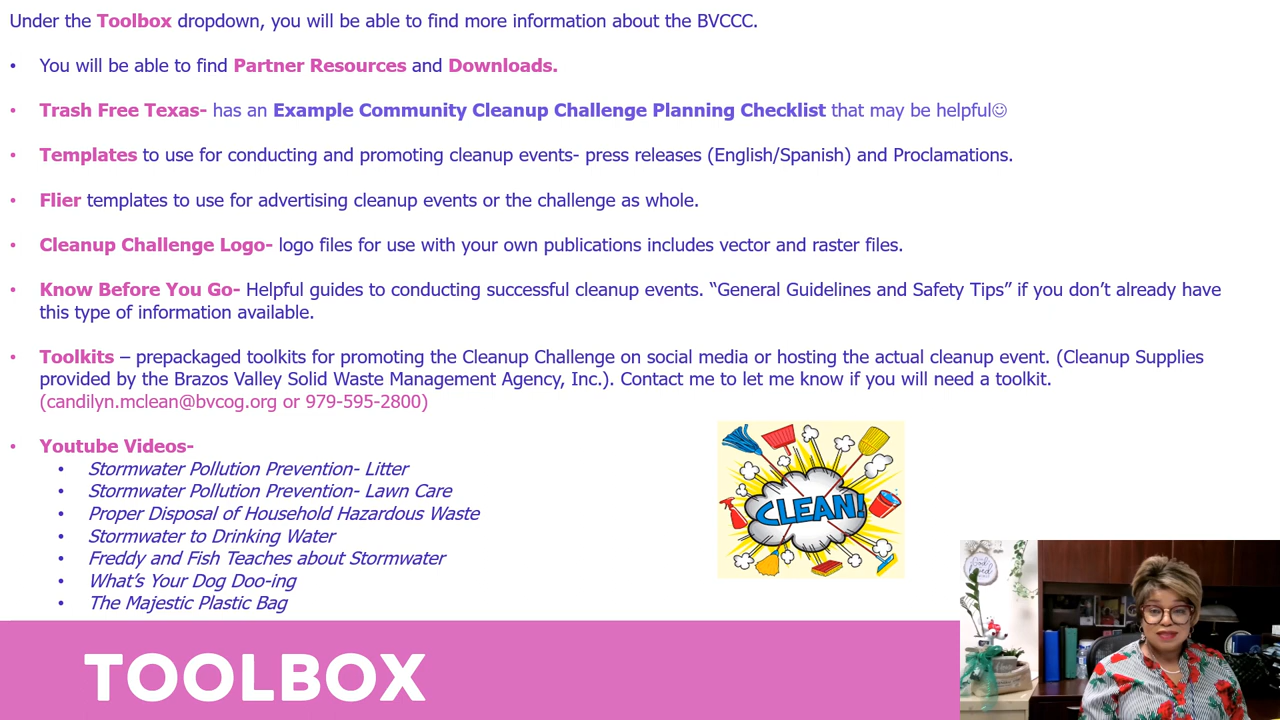 Under the Toolbox dropdown, you will be able to find more information about the BVCCC.
• You will be able to find Partner Resources and Downloads.
• Trash Free Texas- has an Example Community Cleanup Challenge Planning Checklist that may be helpful☺
• Templates to use for conducting and promoting cleanup events- press releases (English/Spanish) and Proclamations.
• Flier templates to use for advertising cleanup events or the challenge as whole.
• Cleanup Challenge Logo- logo files for use with your own publications includes vector and raster files.
• Know Before You Go- Helpful guides to conducting successful cleanup events. “General Guidelines and Safety Tips” if you don’t already have
this type of information available.
• Toolkits – prepackaged toolkits for promoting the Cleanup Challenge on social media or hosting the actual cleanup event. (Cleanup Supplies
provided by the Brazos Valley Solid Waste Management Agency, Inc.). Contact me to let me know if you will need a toolkit.
(candilyn.mclean@bvcog.org or 979-595-2800)
• Youtube Videos-
• Stormwater Pollution Prevention- Litter
• Stormwater Pollution Prevention- Lawn Care
• Proper Disposal of Household Hazardous Waste
• Stormwater to Drinking Water
• Freddy and Fish Teaches about Stormwater
• What’s Your Dog Doo-ing
• The Majestic Plastic Bag
CLEAN!
TOOLBOX